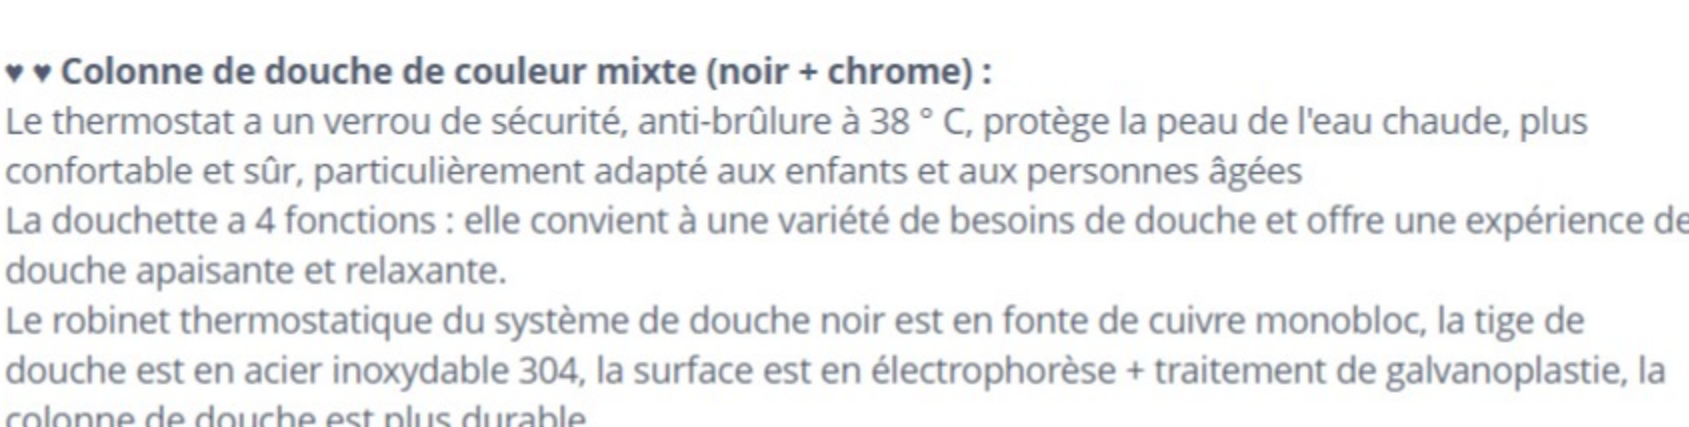 ♥ ♥ Colonne de douche de couleur mixte (noir + chrome) :
Le thermostat a un verrou de sécurité, anti-brûlure à 38 ° C, protège la peau de l'eau chaude, plus
confortable et sûr, particulièrement adapté aux enfants et aux personnes âgées
La douchette a 4 fonctions : elle convient à une variété de besoins de douche et offre une expérience de
douche apaisante et relaxante.
Le robinet thermostatique du système de douche noir est en fonte de cuivre monobloc, la tige de
douche est en acier inoxydable 304, la surface est en électrophorèse + traitement de galvanoplastie, la
colonne de douche est plus durable